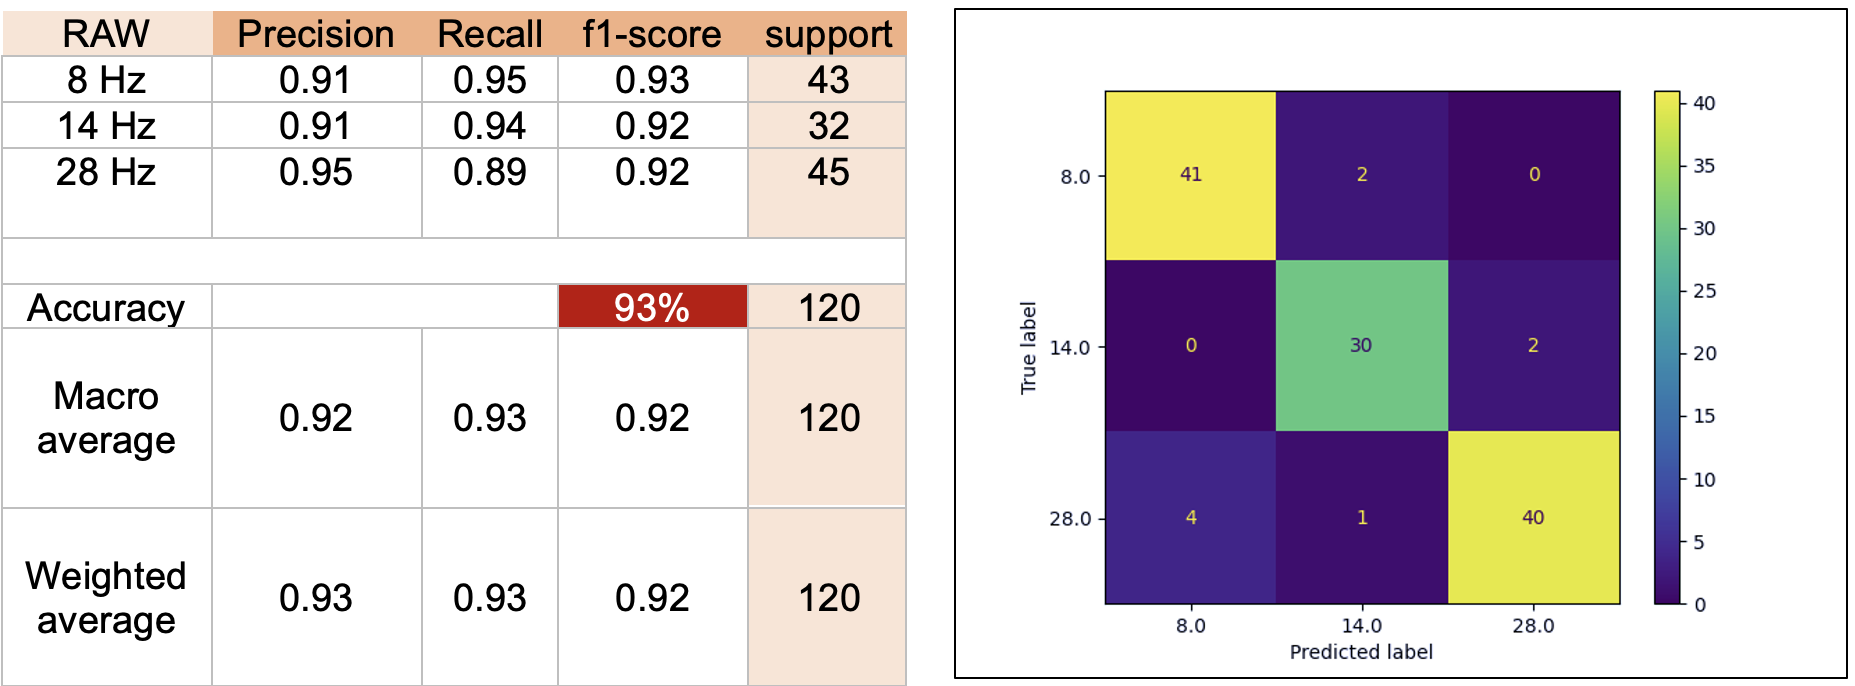 RAW Precision Recall f1-score support
8 Hz 0.91 0.95 0.93 43
14 Hz 0.91 0.94 0.92 32
28 Hz 0.95 0.89 0.92 45
Accuracy 93% 120
Macro
average 0.92 0.93 0.92 120
Weighted
average 0.93 0.93 0.92 120
True label
8.0 41 2 0
14.0 0 30 2
28.0 4 1 40
8.0 14.0 28.0
Predicted label
40
35
30
25
20
15
10
5
0